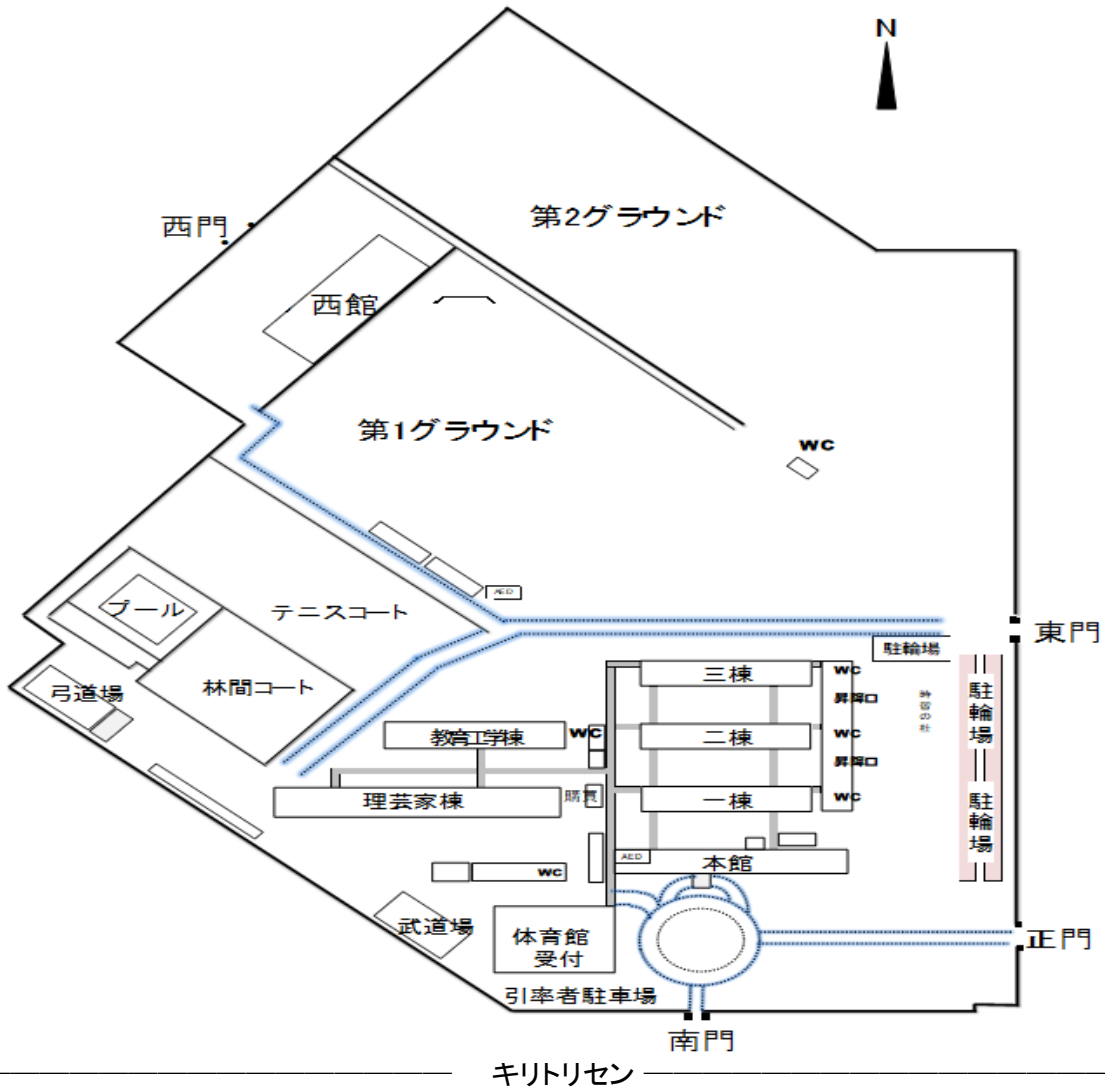 N
第2グラウンド
西門
西館
第1グラウンド
WC
AED
プール
テニスコート
東門
駐輪場
三棟
WC
弓道場
林間コート
昇降口
駐輪場
教育工学棟
WC
二棟
WC
昇降口
理芸家棟
購買
一棟
WC
駐輪場
AED
本館
WC
武道場
体育館
受付
正門
引率者駐車場
南門
キリトリセン